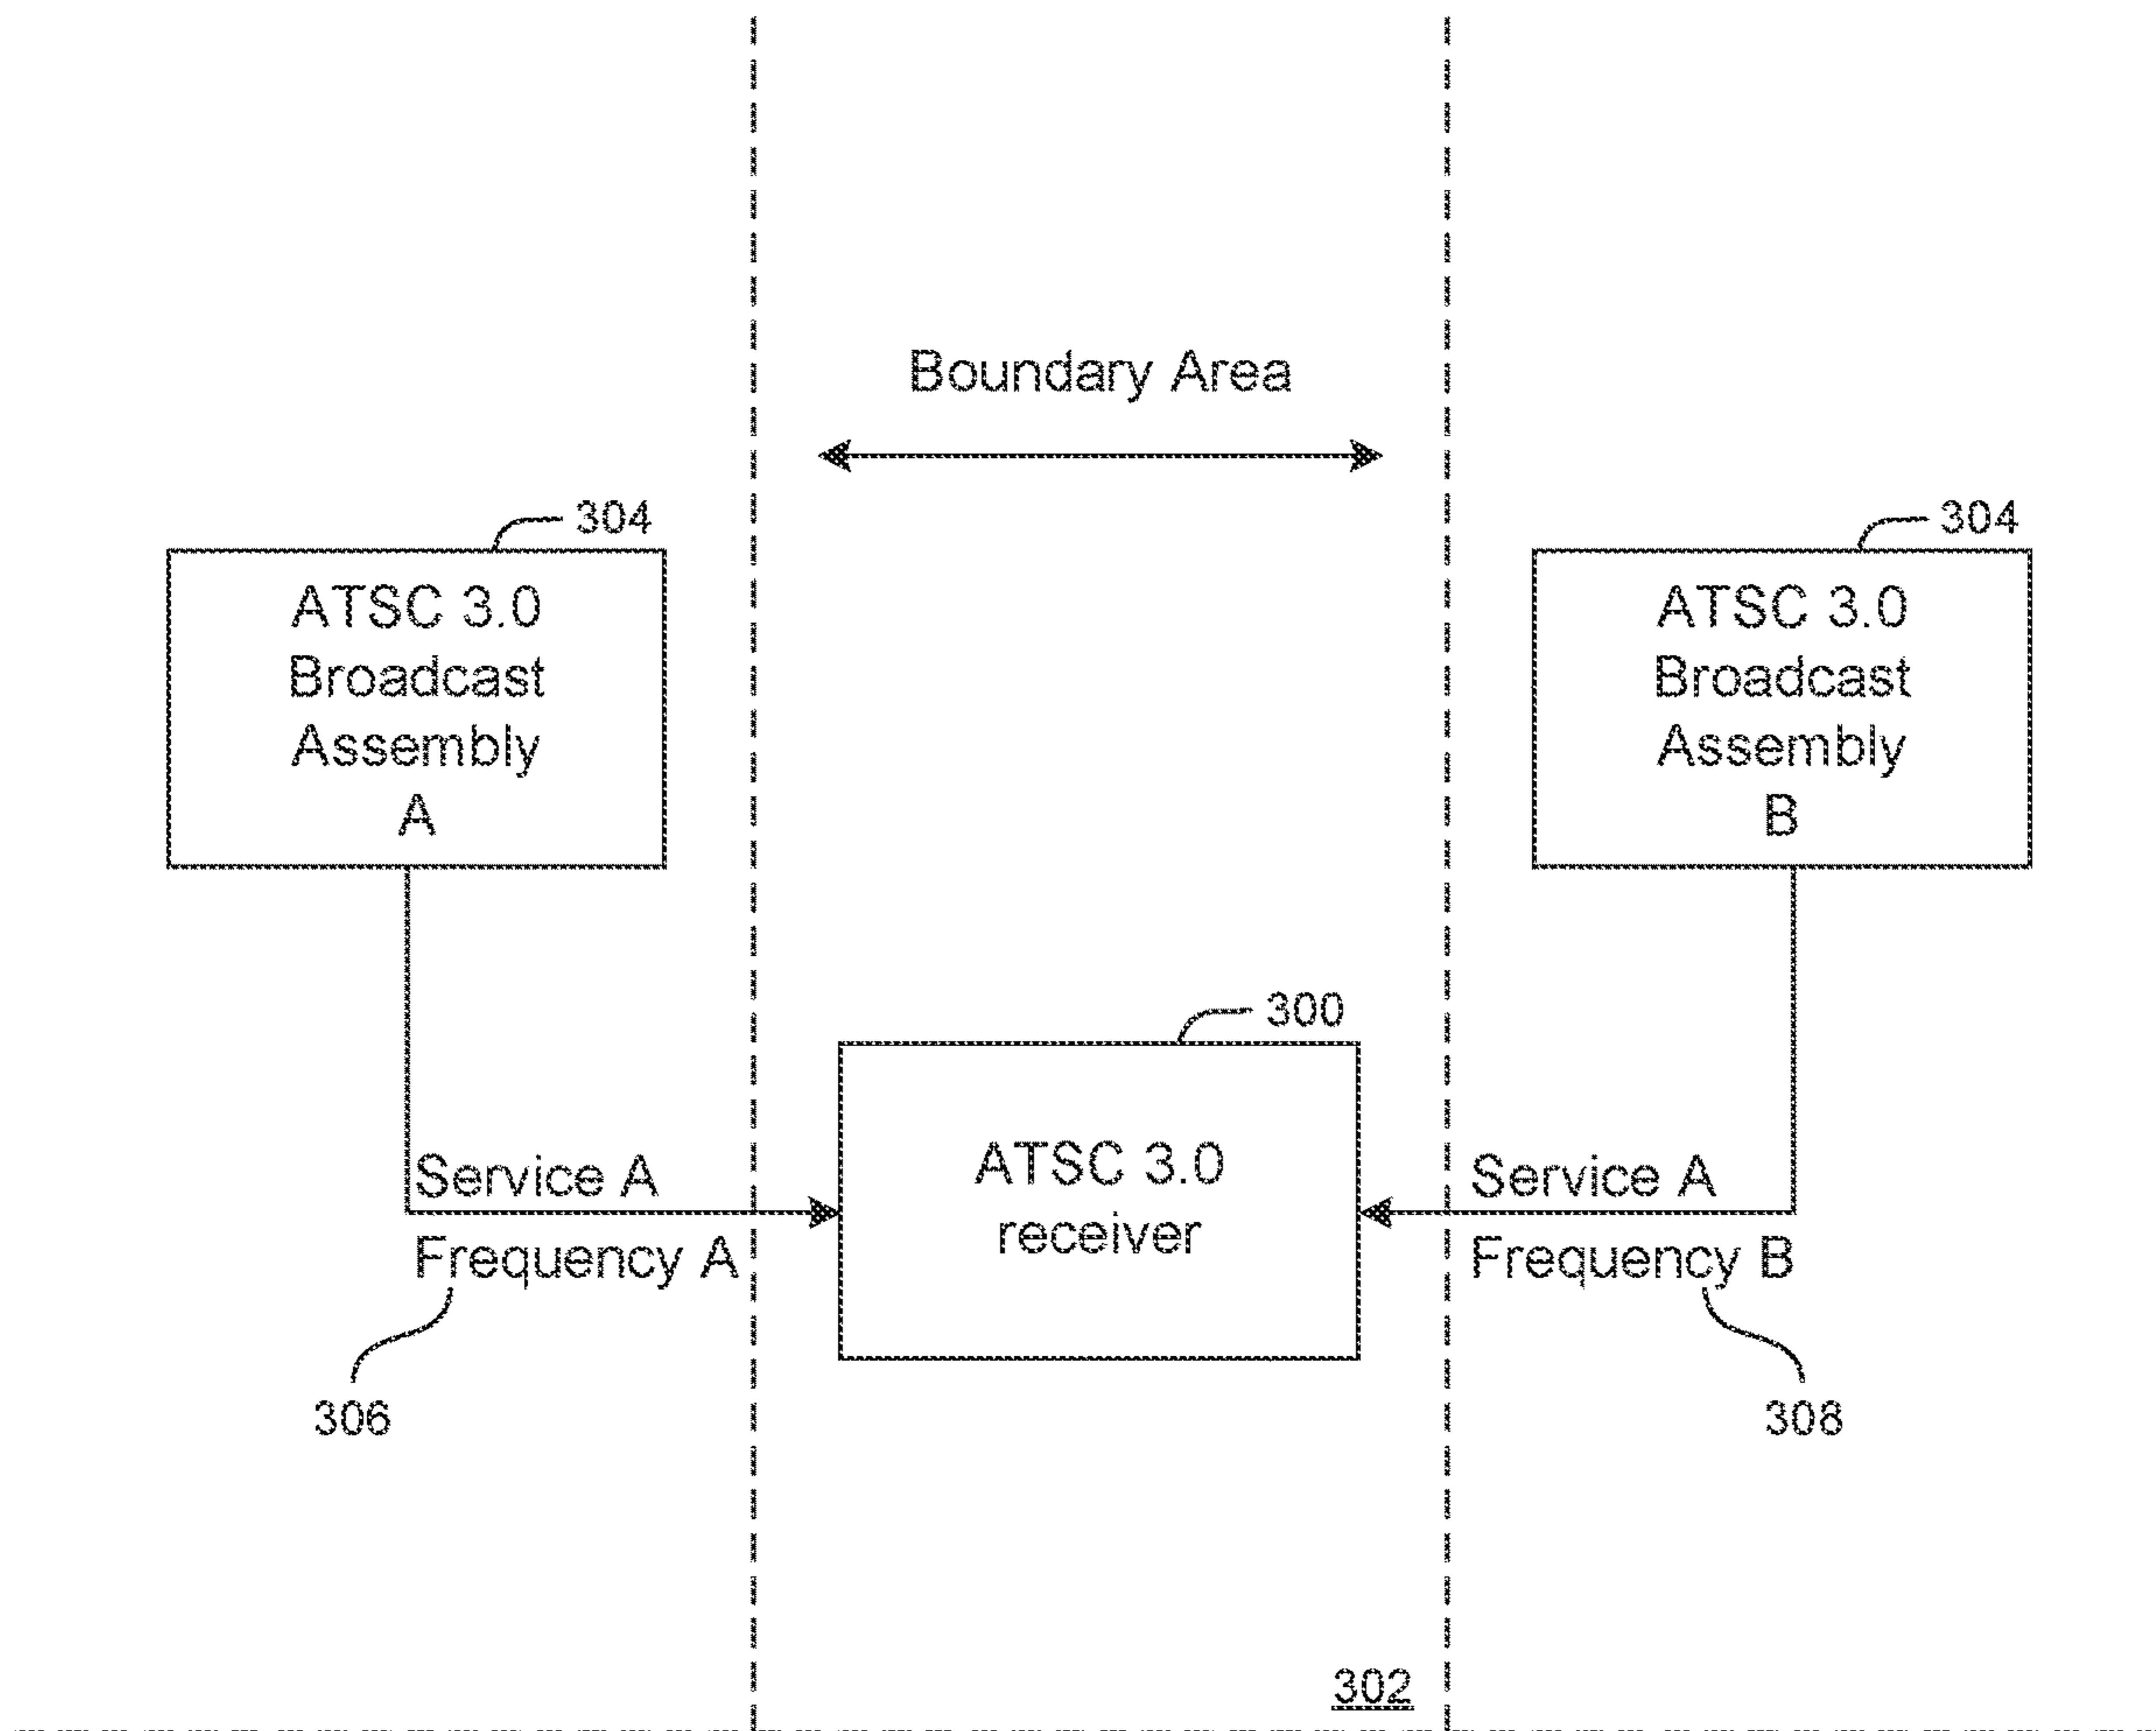 Boundary Area
304
304
ATSC 3.0
Broadcast
Assembly
A
ATSC 3.0
Broadcast
Assembly
B
300
ATSC 3.0
receiver
Service A
Frequency A
Service A
Frequency B
306
308
302